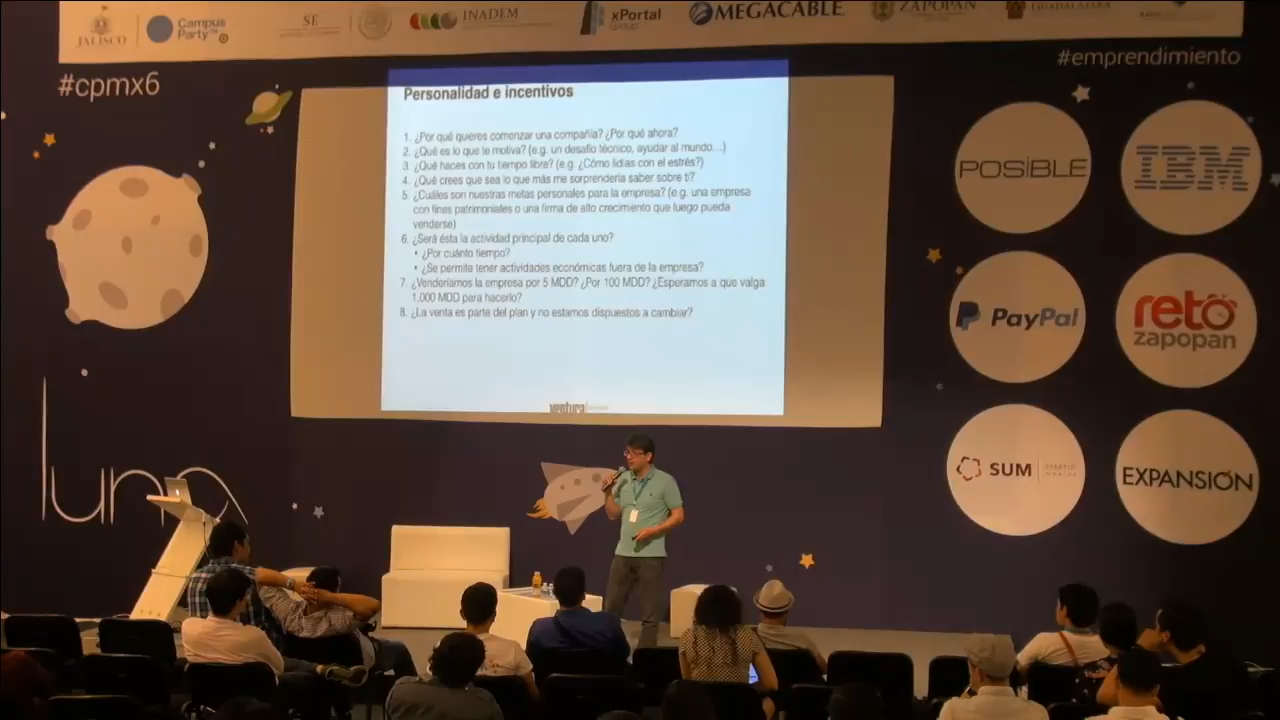 JALISCO
Campus Party
SE
INADEM
xPortal Group
MEGACABLE
ZAPOPAN
GUADALAJARA
#cpmx6
#emprendimiento
Personalidad e incentivos
1. ¿Por qué quieres comenzar una compañía? ¿Por qué ahora?
2. ¿Qué es lo que te motiva? (e.g. un desafío técnico, ayudar al mundo...)
3. ¿Qué haces con tu tiempo libre? (e.g. ¿Cómo lidias con el estrés?)
4. ¿Qué crees que sea lo que más me sorprendería saber sobre ti?
5. ¿Cuáles son nuestras metas personales para la empresa? (e.g. una empresa
con fines patrimoniales o una firma de alto crecimiento que luego pueda
venderse)
6. ¿Será ésta la actividad principal de cada uno?
• ¿Por cuánto tiempo?
• ¿Se permite tener actividades económicas fuera de la empresa?
7. ¿Venderíamos la empresa por 5 MDD? ¿Por 100 MDD? ¿Esperamos a que valga
1,000 MDD para hacerlo?
8. ¿La venta es parte del plan y no estamos dispuestos a cambiar?
ventura
POSiBLE
IBM
PayPal
reto
zapopan
SUM
STARTUP
EXPANSIÓN
luna